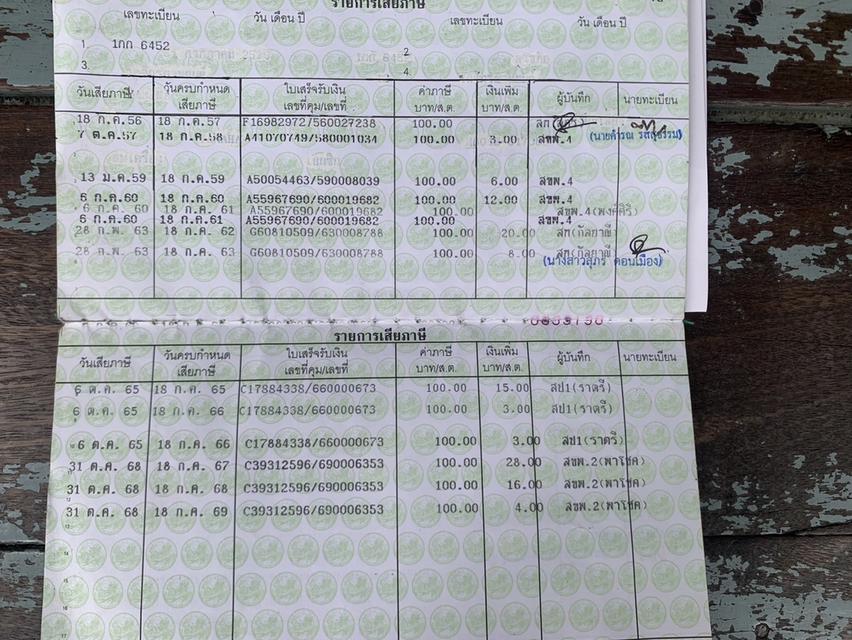 รายการเสียภาษี
เลขทะเบียน วัน เดือน ปี เลขทะเบียน วัน เดือน ปี
1. 1กก 6452 2.
3. 4.
วันเสียภาษี วันครบกำหนดเสียภาษี ใบเสร็จรับเงิน เลขที่คุม/เลขที่ ค่าภาษี บาท/ส.ต. เงินเพิ่ม บาท/ส.ต. ผู้บันทึก นายทะเบียน
18 ก.ค.56 18 ก.ค.57 F16982972/560027238 100.00
7 ต.ค.57 18 ก.ค.58 A41070749/580001034 100.00 3.00 สขพ.4
13 ม.ค.59 18 ก.ค.59 A50054463/590008039 100.00 6.00 สขพ.4
6 ก.ค.60 18 ก.ค.60 A55967690/600019682 100.00 12.00 สขพ.4
6 ก.ค. 60 18 ก.ค. 61 A55967690/600019682 100.00 สขพ.4
6 ก.ค.60 18 ก.ค.61 A55967690/600019682 100.00 สขพ.4
28 ก.พ. 63 18 ก.ค. 62 G60810509/630008788 100.00 20.00
28 ก.พ. 63 18 ก.ค. 63 G60810509/630008788 100.00 8.00
รายการเสียภาษี
วันเสียภาษี วันครบกำหนดเสียภาษี ใบเสร็จรับเงิน เลขที่คุม/เลขที่ ค่าภาษี บาท/ส.ต. เงินเพิ่ม บาท/ส.ต. ผู้บันทึก นายทะเบียน
6 ต.ค. 65 18 ก.ค. 65 C17884338/660000673 100.00 15.00 สป1(ราตรี)
6 ต.ค. 65 18 ก.ค. 66 C17884338/660000673 100.00 3.00 สป1(ราตรี)
6 ต.ค. 65 18 ก.ค. 66 C17884338/660000673 100.00 3.00 สป1(ราตรี)
31 ต.ค. 68 18 ก.ค. 67 C39312596/690006353 100.00 28.00 สขพ.2(พาโชค)
31 ต.ค. 68 18 ก.ค. 68 C39312596/690006353 100.00 16.00 สขพ.2(พาโชค)
31 ต.ค. 68 18 ก.ค. 69 C39312596/690006353 100.00 4.00 สขพ.2(พาโชค)